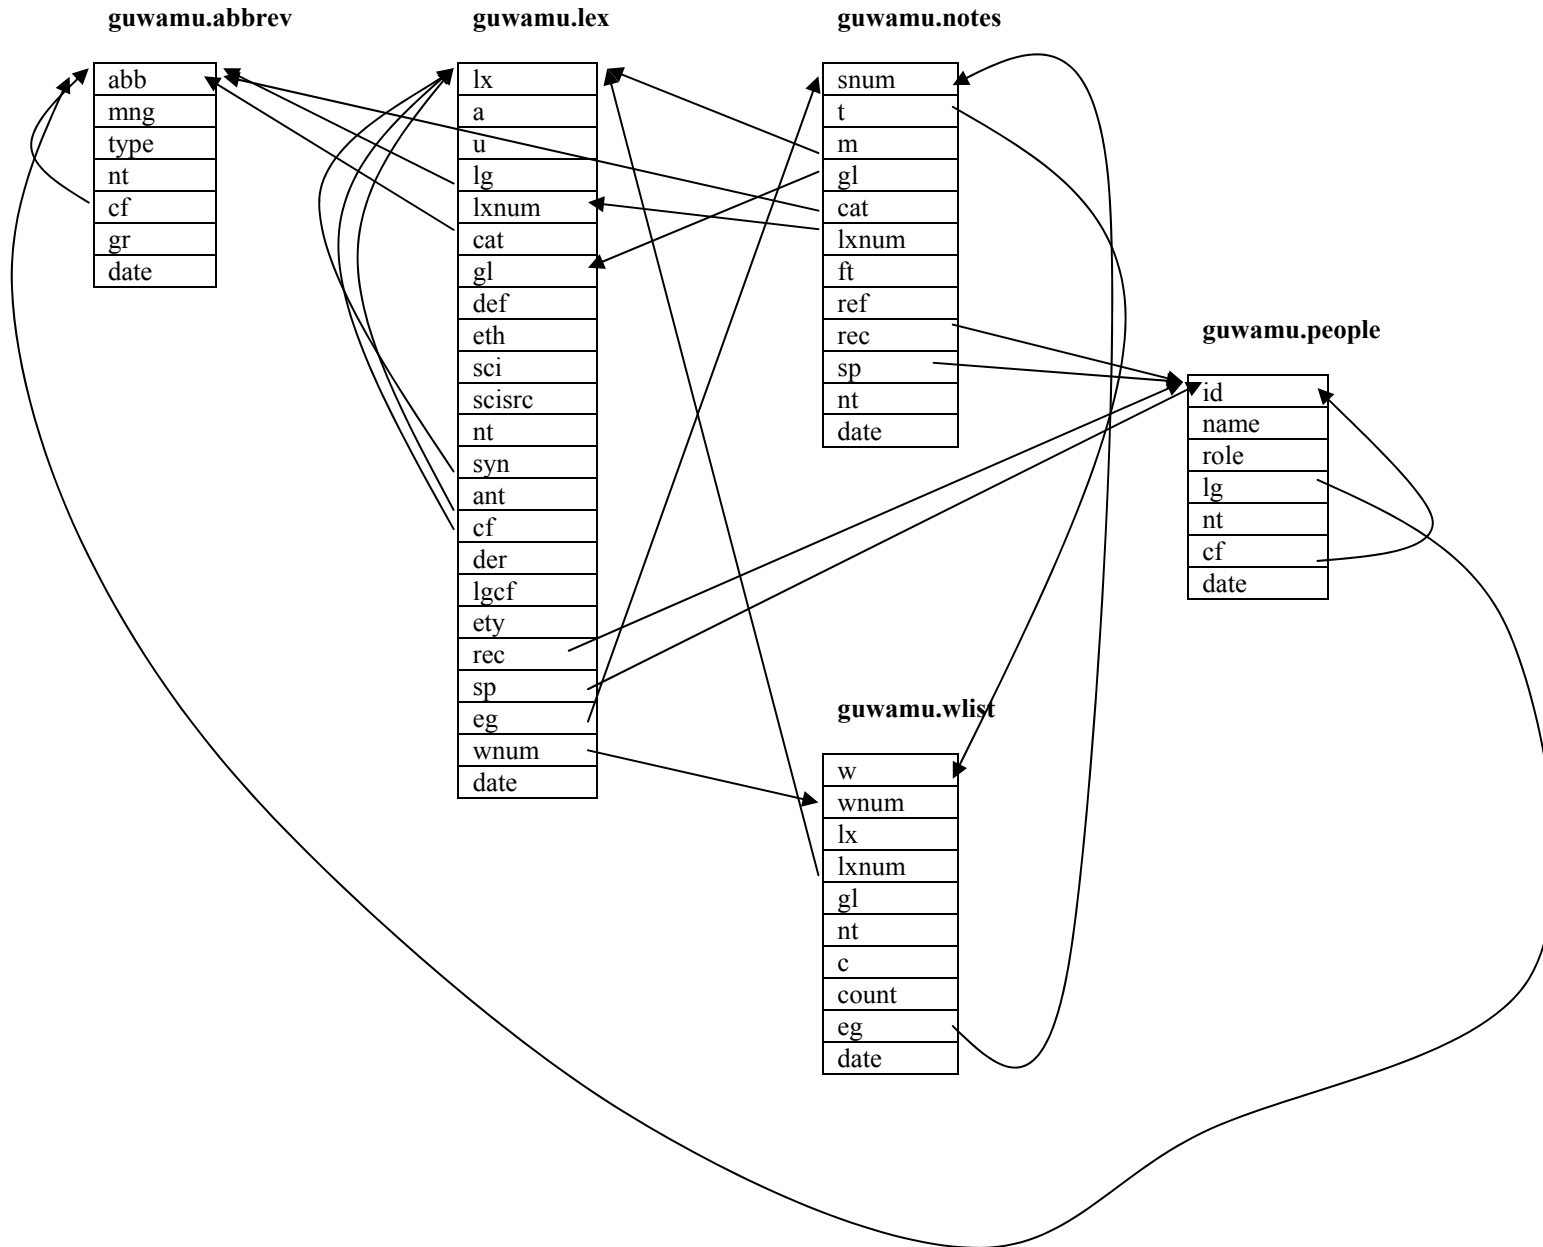 guwamu.abbrev
abb
mng
type
nt
cf
gr
date
guwamu.lex
lx
a
u
lg
lxnum
cat
gl
def
eth
sci
scisrc
nt
syn
ant
cf
der
lgcf
ety
rec
sp
eg
wnum
date
guwamu.notes
snum
t
m
gl
cat
lxnum
ft
ref
rec
sp
nt
date
guwamu.people
id
name
role
lg
nt
cf
date
guwamu.wlist
w
wnum
lx
lxnum
gl
nt
c
count
eg
date